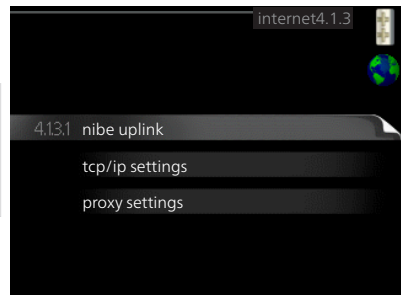 internet4.1.3
4.1.3.1 nibe uplink
tcp/ip settings
proxy settings